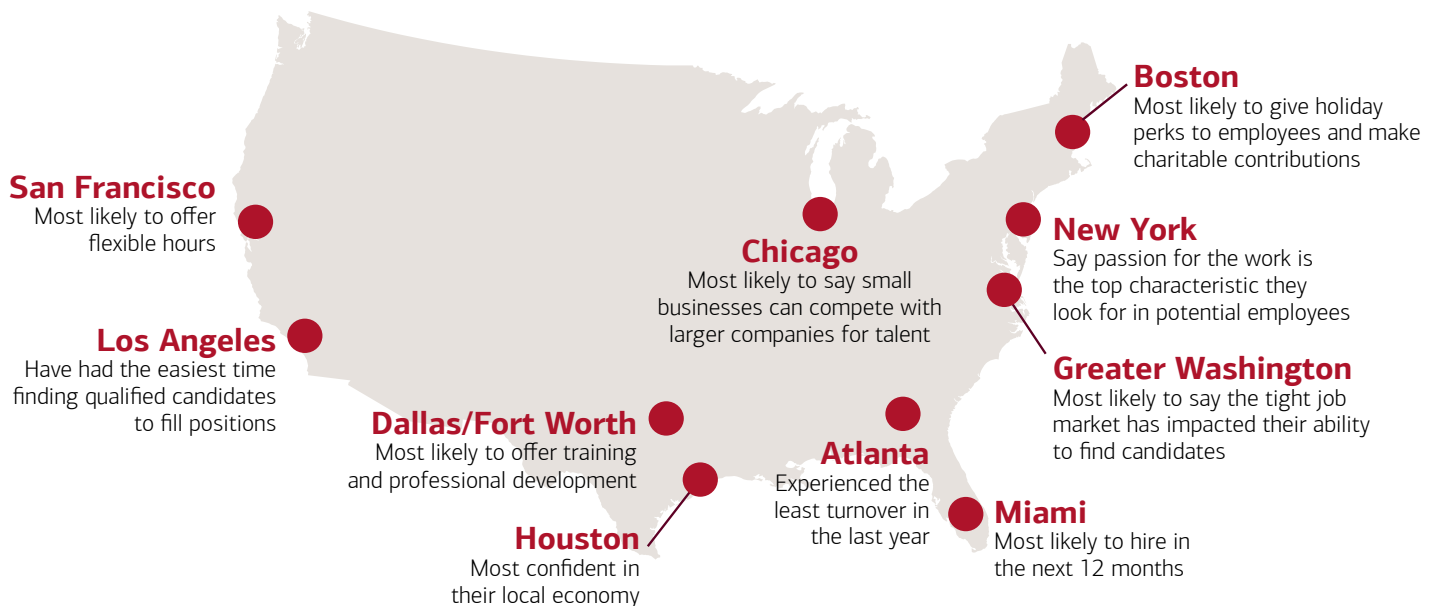 Boston
Most likely to give holiday
perks to employees and make
charitable contributions
San Francisco
Most likely to offer
flexible hours
New York
Say passion for the work is
the top characteristic they
look for in potential employees
Chicago
Most likely to say small
businesses can compete with
larger companies for talent
Los Angeles
Have had the easiest time
finding qualified candidates
to fill positions
Greater Washington
Most likely to say the tight job
market has impacted their ability
to find candidates
Dallas/Fort Worth
Most likely to offer training
and professional development
Atlanta
Experienced the
least turnover in
the last year
Miami
Most likely to hire in
the next 12 months
Houston
Most confident in
their local economy